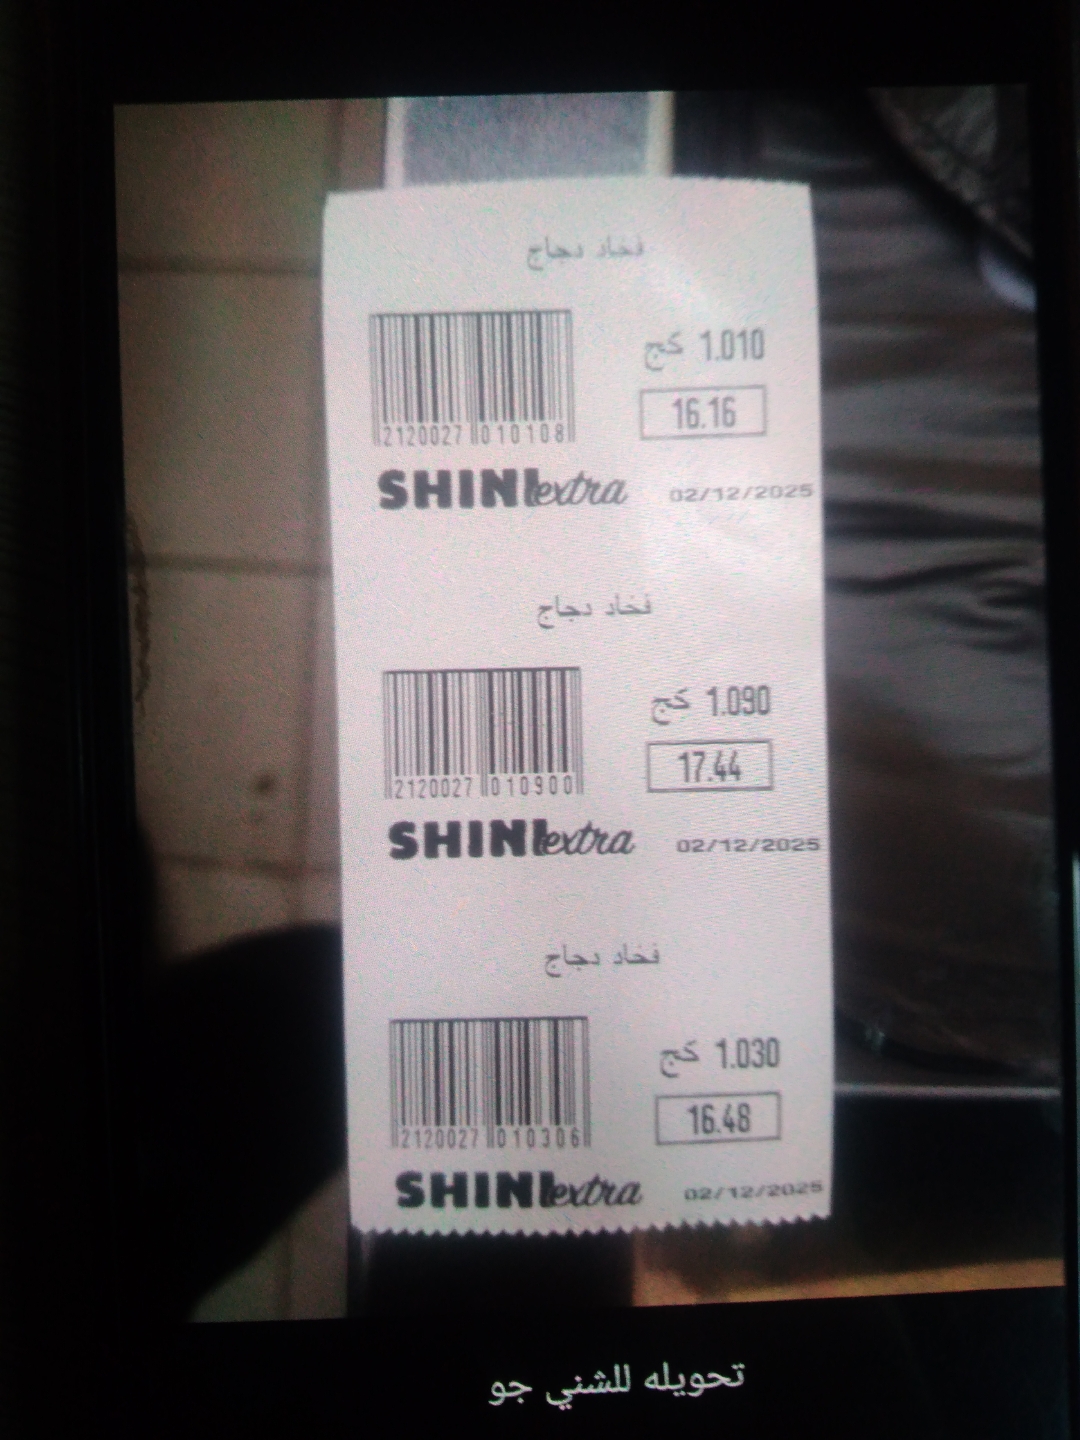 فخاد دجاج
1.010 كج
16.16
2120027 010108
SHINI extra 02/12/2025
فخاد دجاج
1.090 كج
17.44
2120027 010900
SHINI extra 02/12/2025
فخاد دجاج
1.030 كج
16.48
2120027 010306
SHINI extra 02/12/2025
تحويله للشني جو